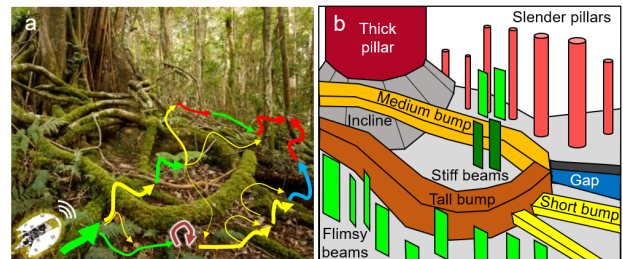 a
b
Thick
pillar
Slender pillars
Medium bump
Incline
Stiff beams
Gap
Tall bump
Short bump
Flimsy
beams